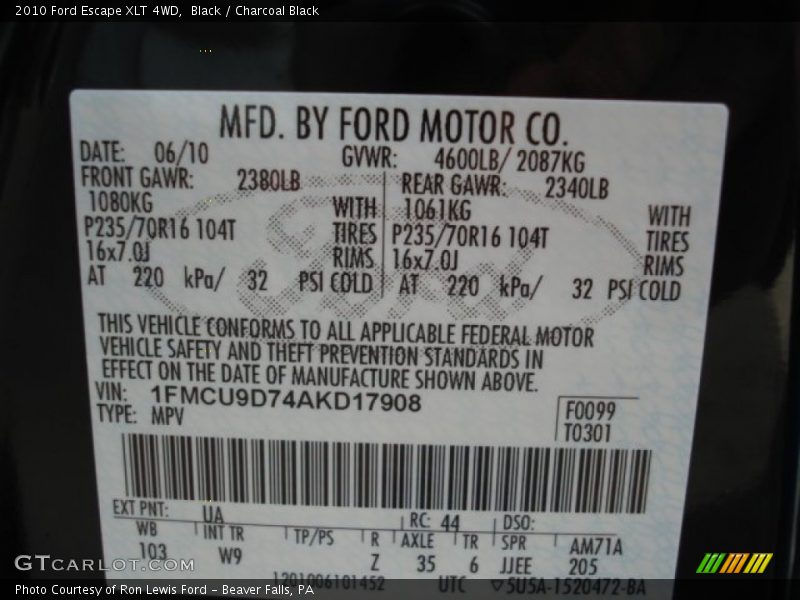 2010 Ford Escape XLT 4WD, Black / Charcoal Black
MFD. BY FORD MOTOR CO.
DATE: 06/10 GVWR: 4600LB/ 2087KG
FRONT GAWR: 2380LB REAR GAWR: 2340LB
1080KG WITH 1061KG WITH
P235/70R16 104T TIRES P235/70R16 104T TIRES
16x7.0J RIMS 16x7.0J RIMS
AT 220 kPa/ 32 PSI COLD AT 220 kPa/ 32 PSI COLD
Ford
THIS VEHICLE CONFORMS TO ALL APPLICABLE FEDERAL MOTOR
VEHICLE SAFETY AND THEFT PREVENTION STANDARDS IN
EFFECT ON THE DATE OF MANUFACTURE SHOWN ABOVE.
VIN: 1FMCU9D74AKD17908
TYPE: MPV
F0099
T0301
EXT PNT: UA RC: 44 DSO:
WB INT TR TP/PS R AXLE TR SPR AM71A
103 W9 Z 35 6 JJEE 205
1201006101452 UTC ▽5U5A-1520472-BA
GTCARLOT.COM
Photo Courtesy of Ron Lewis Ford - Beaver Falls, PA